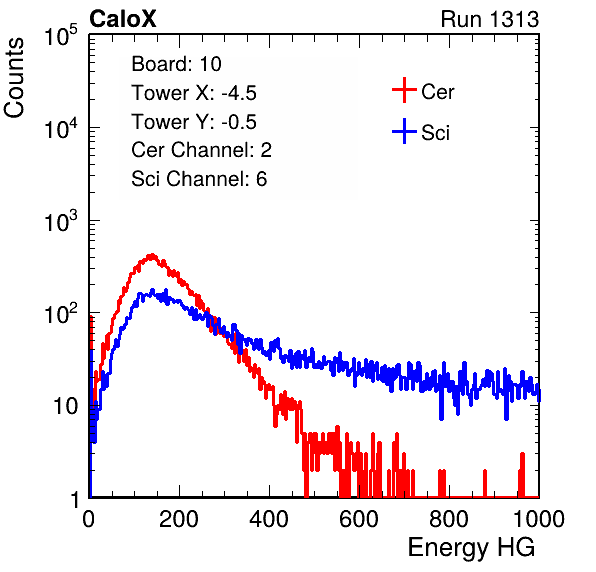 CaloX Run 1313
Counts
Board: 10
Tower X: -4.5
Tower Y: -0.5
Cer Channel: 2
Sci Channel: 6
Cer
Sci
10^5
10^4
10^3
10^2
10
1
0 200 400 600 800 1000
Energy HG